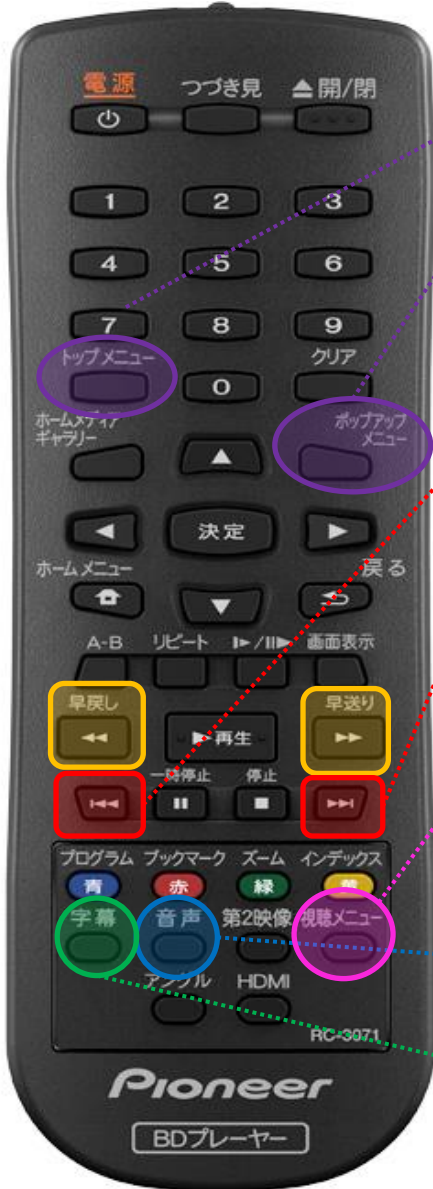 電源 つづき見 ▲開/閉
1 2 3
4 5 6
7 8 9
トップメニュー クリア
0
ホームメディア
ギャラリー
ポップアップ
メニュー
決定
ホームメニュー 戻る
A-B リピート 画面表示
早戻し 早送り
再生
一時停止 停止
プログラム ブックマーク ズーム インデックス
青 赤 緑 黄
字幕 音声 第2映像 視聴メニュー
アングル HDMI
RC-3071
Pioneer
BDプレーヤー